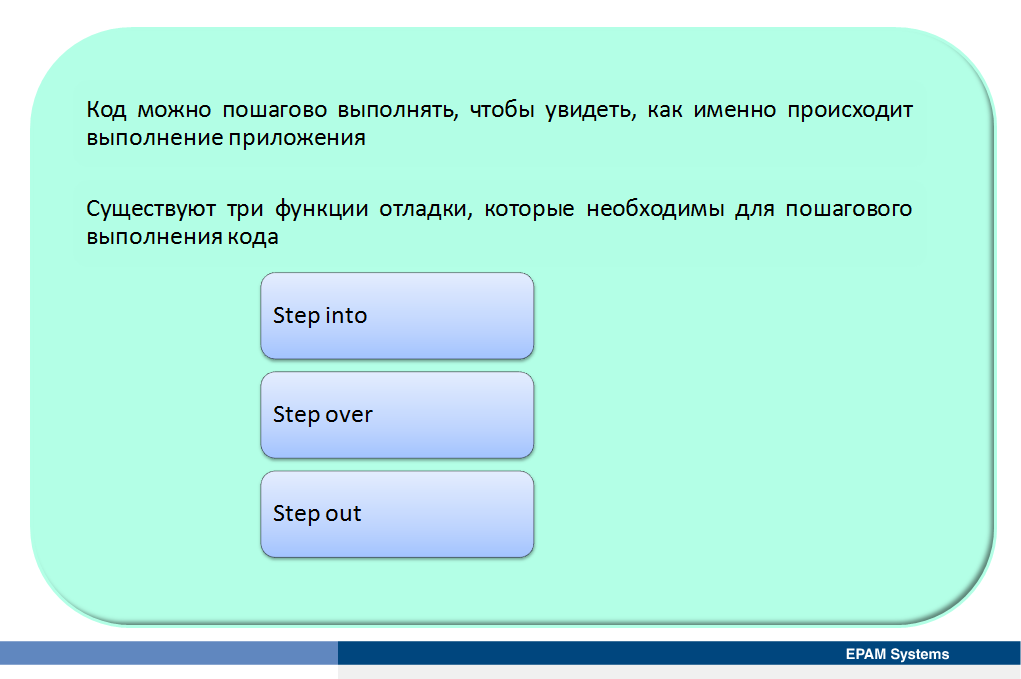 Код можно пошагово выполнять, чтобы увидеть, как именно происходит
выполнение приложения
Существуют три функции отладки, которые необходимы для пошагового
выполнения кода
Step into
Step over
Step out
EPAM Systems